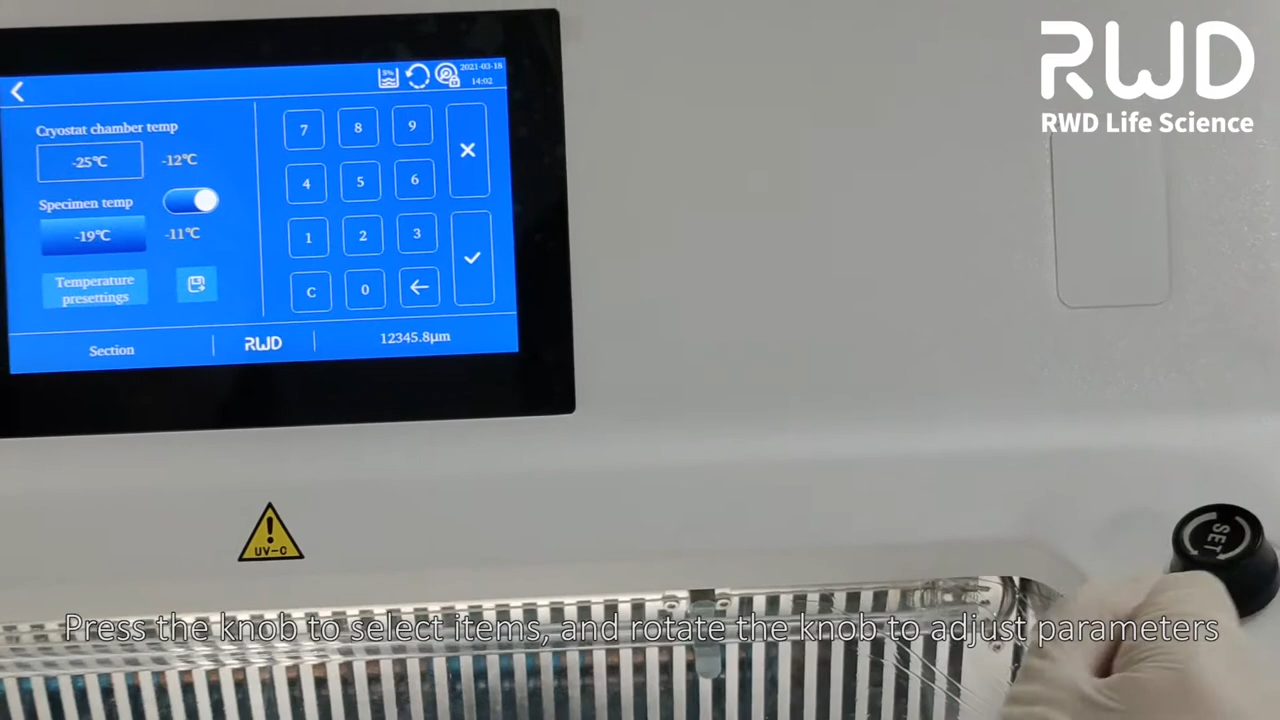 RWD
RWD Life Science
5%
2021-03-18
14:02
Cryostat chamber temp
-25℃
-12℃
Specimen temp
-19℃
-11℃
Temperature
presettings
7 8 9
4 5 6
1 2 3
C 0
Section
RWD
12345.8μm
UV-C
SET
Press the knob to select items, and rotate the knob to adjust parameters